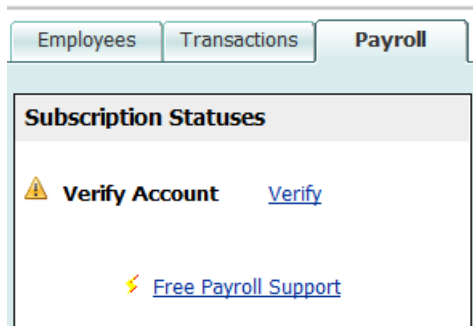 Employees Transactions Payroll
Subscription Statuses
Verify Account Verify
Free Payroll Support